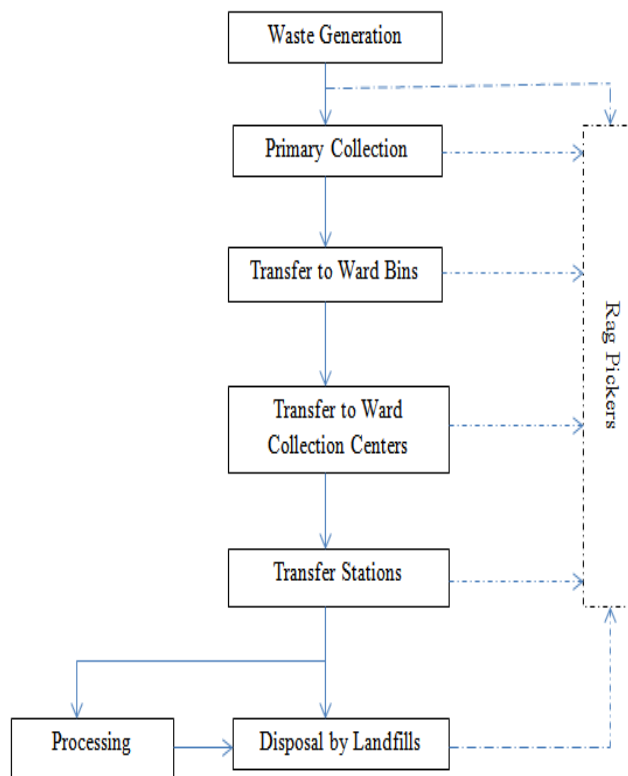 Waste Generation
Primary Collection
Transfer to Ward Bins
Rag Pickers
Transfer to Ward
Collection Centers
Transfer Stations
Processing
Disposal by Landfills